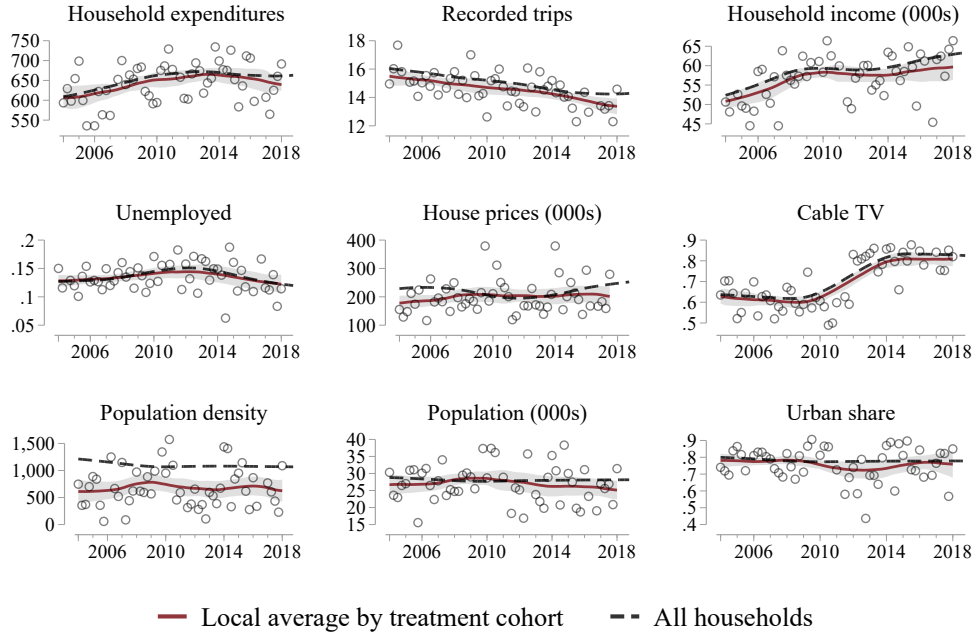 Household expenditures
750
700
650
600
550
2006 2010 2014 2018
Recorded trips
18
16
14
12
2006 2010 2014 2018
Household income (000s)
65
60
55
50
45
2006 2010 2014 2018
Unemployed
.2
.15
.1
.05
2006 2010 2014 2018
House prices (000s)
400
300
200
100
2006 2010 2014 2018
Cable TV
.9
.8
.7
.6
.5
2006 2010 2014 2018
Population density
1,500
1,000
500
0
2006 2010 2014 2018
Population (000s)
40
35
30
25
20
15
2006 2010 2014 2018
Urban share
.9
.8
.7
.6
.5
.4
2006 2010 2014 2018
Local average by treatment cohort
All households